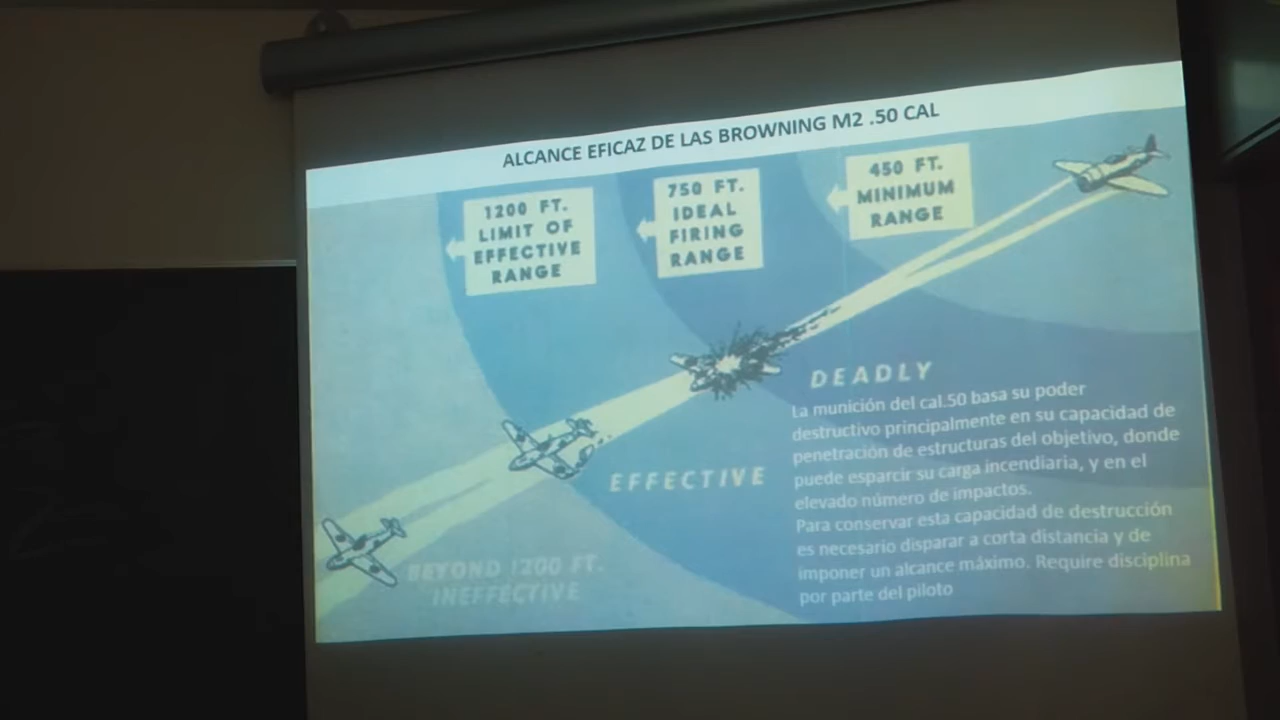 ALCANCE EFICAZ DE LAS BROWNING M2 .50 CAL
1200 FT.
LIMIT OF
EFFECTIVE
RANGE
750 FT.
IDEAL
FIRING
RANGE
450 FT.
MINIMUM
RANGE
DEADLY
La munición del cal.50 basa su poder
destructivo principalmente en su capacidad de
penetración de estructuras del objetivo, donde
puede esparcir su carga incendiaria, y en el
elevado número de impactos.
Para conservar esta capacidad de destrucción
es necesario disparar a corta distancia y de
imponer un alcance máximo. Require disciplina
por parte del piloto
EFFECTIVE
BEYOND 1200 FT.
INEFFECTIVE